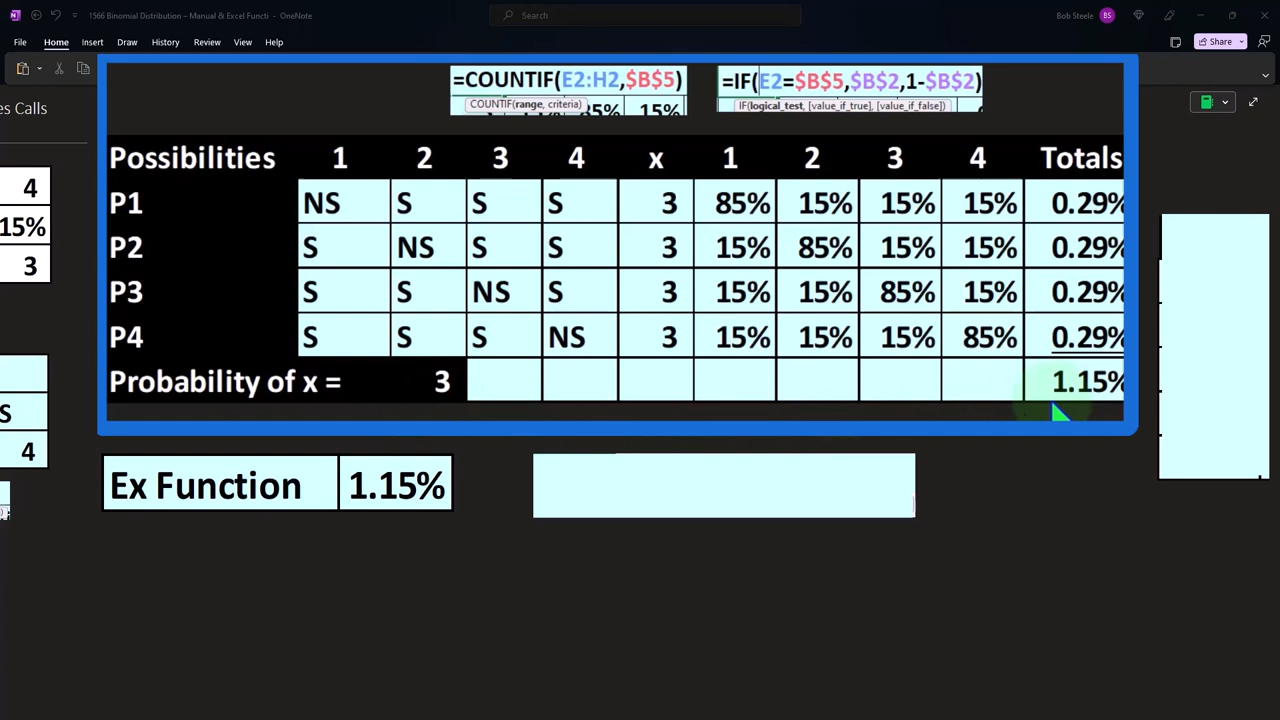 1566 Binomial Distribution – Manual & Excel Functi - OneNote
Search
Bob Steele BS
File Home Insert Draw History Review View Help
Share
es Calls
4
15%
3
S
4
=COUNTIF(E2:H2,$B$5)
COUNTIF(range, criteria)
85% 15%
=IF(E2=$B$5,$B$2,1-$B$2)
IF(logical_test, [value_if_true], [value_if_false])
Possibilities 1 2 3 4 x 1 2 3 4 Totals
P1 NS S S S 3 85% 15% 15% 15% 0.29%
P2 S NS S S 3 15% 85% 15% 15% 0.29%
P3 S S NS S 3 15% 15% 85% 15% 0.29%
P4 S S S NS 3 15% 15% 15% 85% 0.29%
Probability of x = 3 1.15%
Ex Function 1.15%